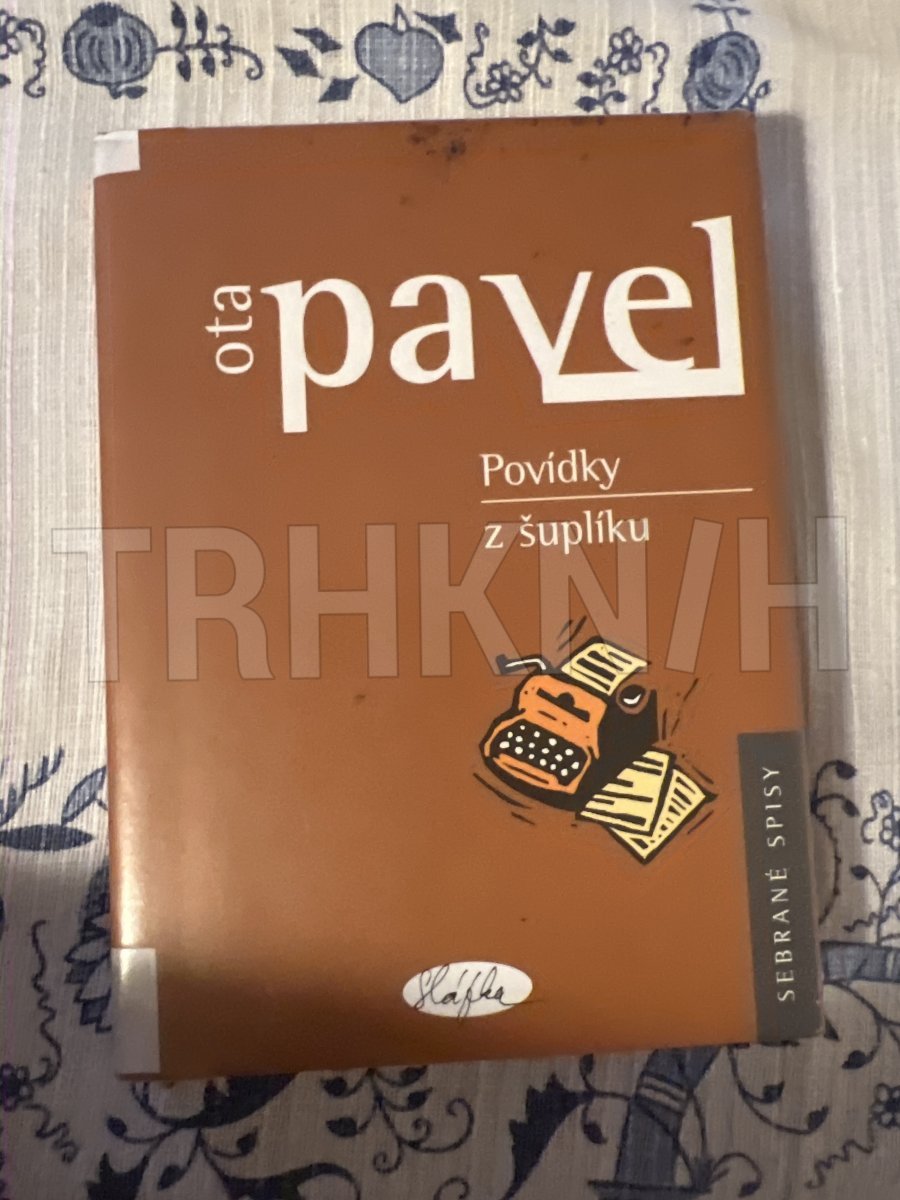 ota
pavel
Povídky
z šuplíku
TRHKNIH
SEBRANÉ SPISY
Slávka